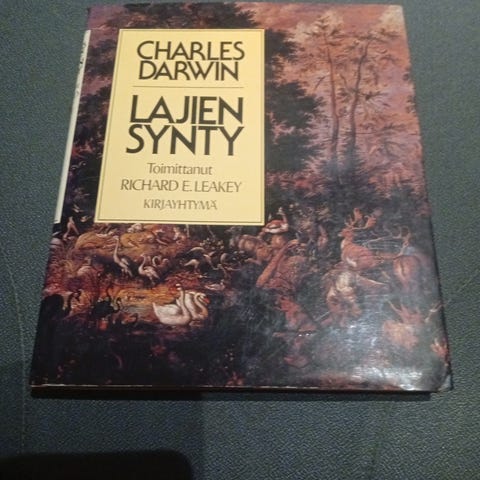 CHARLES
DARWIN
LAJIEN
SYNTY
Toimittanut
RICHARD E. LEAKEY
KIRJAYHTYMÄ